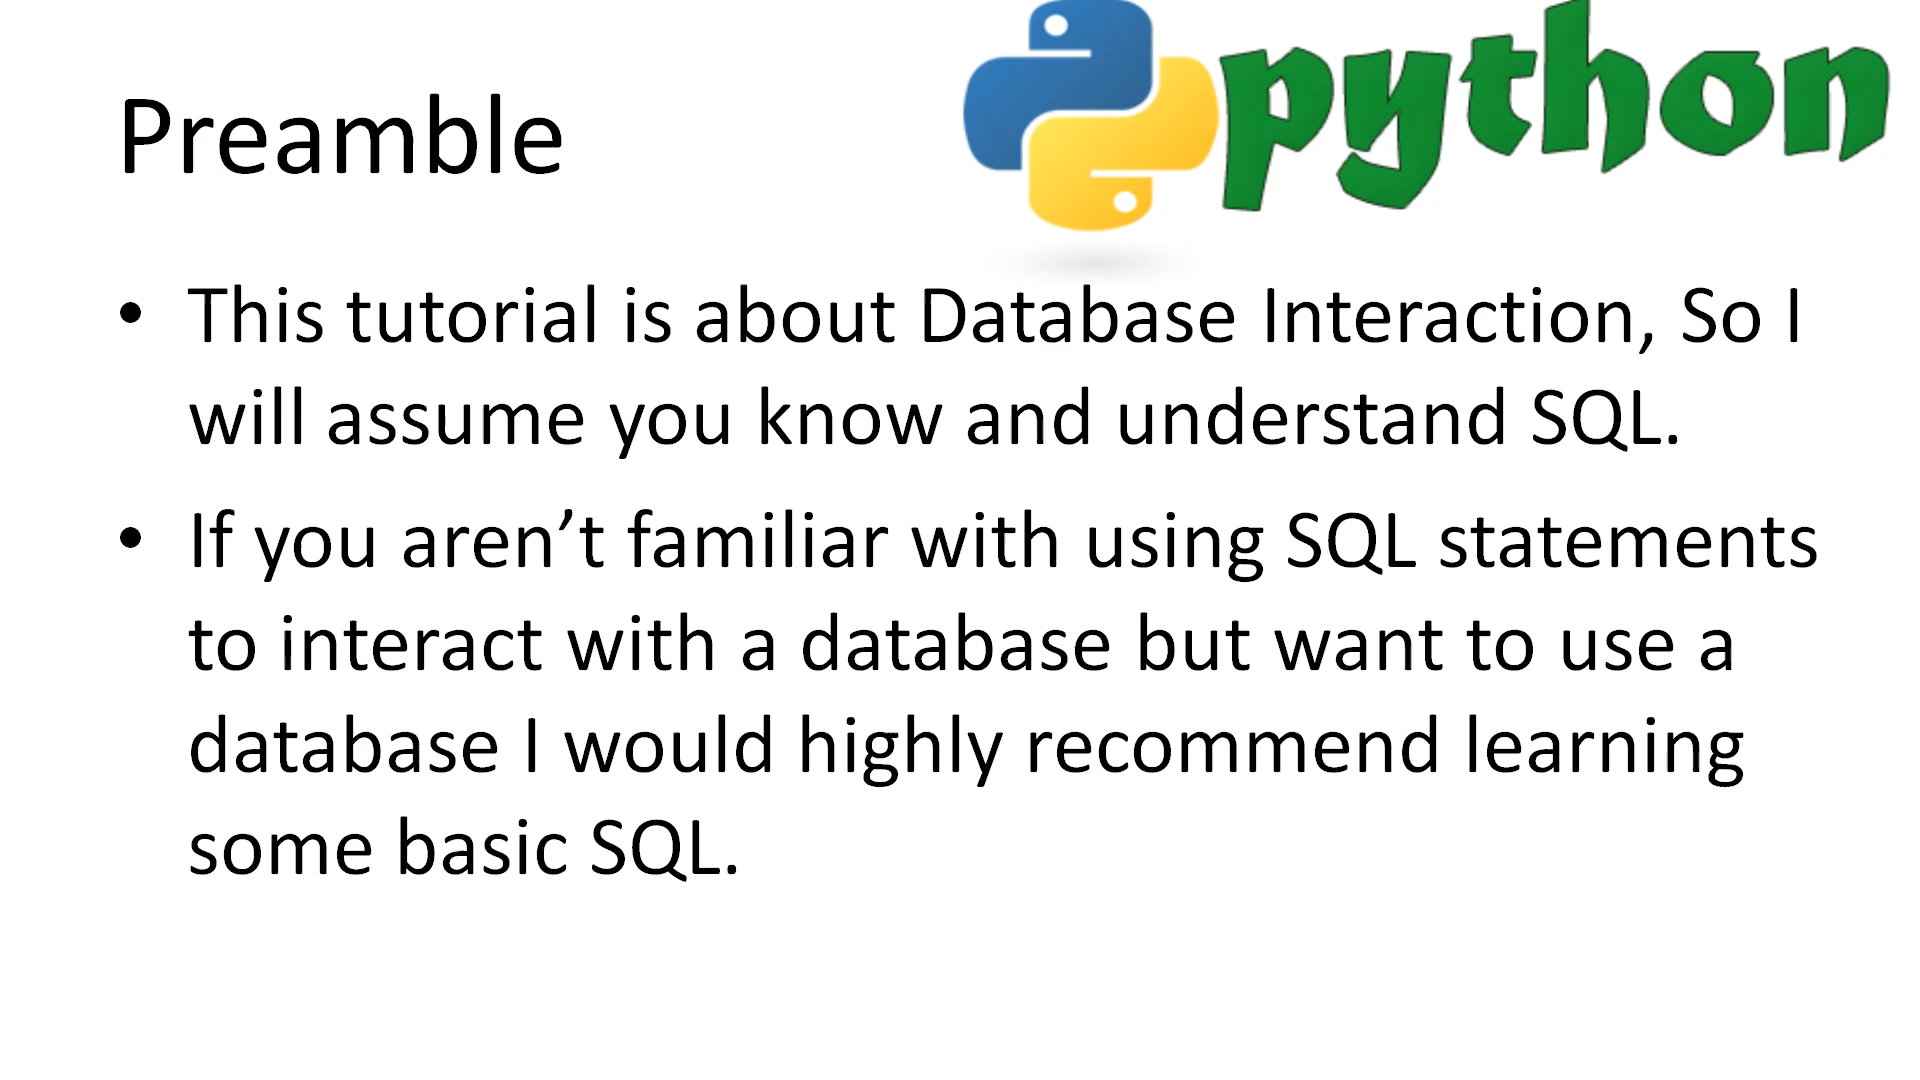 python
Preamble
• This tutorial is about Database Interaction, So I
will assume you know and understand SQL.
• If you aren’t familiar with using SQL statements
to interact with a database but want to use a
database I would highly recommend learning
some basic SQL.